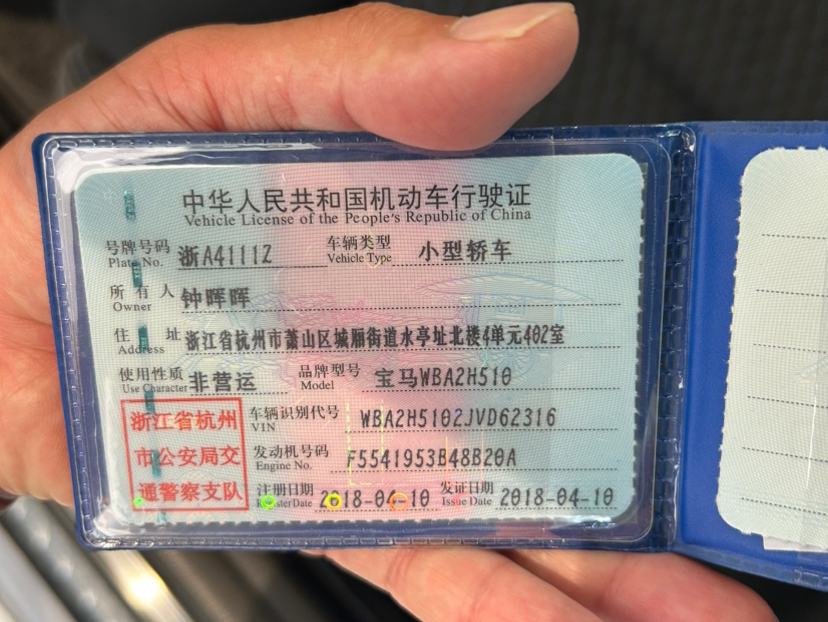 中华人民共和国机动车行驶证
Vehicle License of the People's Republic of China
号牌号码 浙A4111Z 车辆类型 小型轿车
Plate No. Vehicle Type
所有人 钟晖晖
Owner
住址 浙江省杭州市萧山区城厢街道水亭址北楼4单元402室
Address
使用性质 非营运 品牌型号 宝马WBA2H510
Use Character Model
浙江省杭州
市公安局交
通警察支队
车辆识别代号 WBA2H5102JVD62316
VIN
发动机号码 F5541953B48B20A
Engine No.
注册日期 2018-04-10 发证日期 2018-04-10
Register Date Issue Date